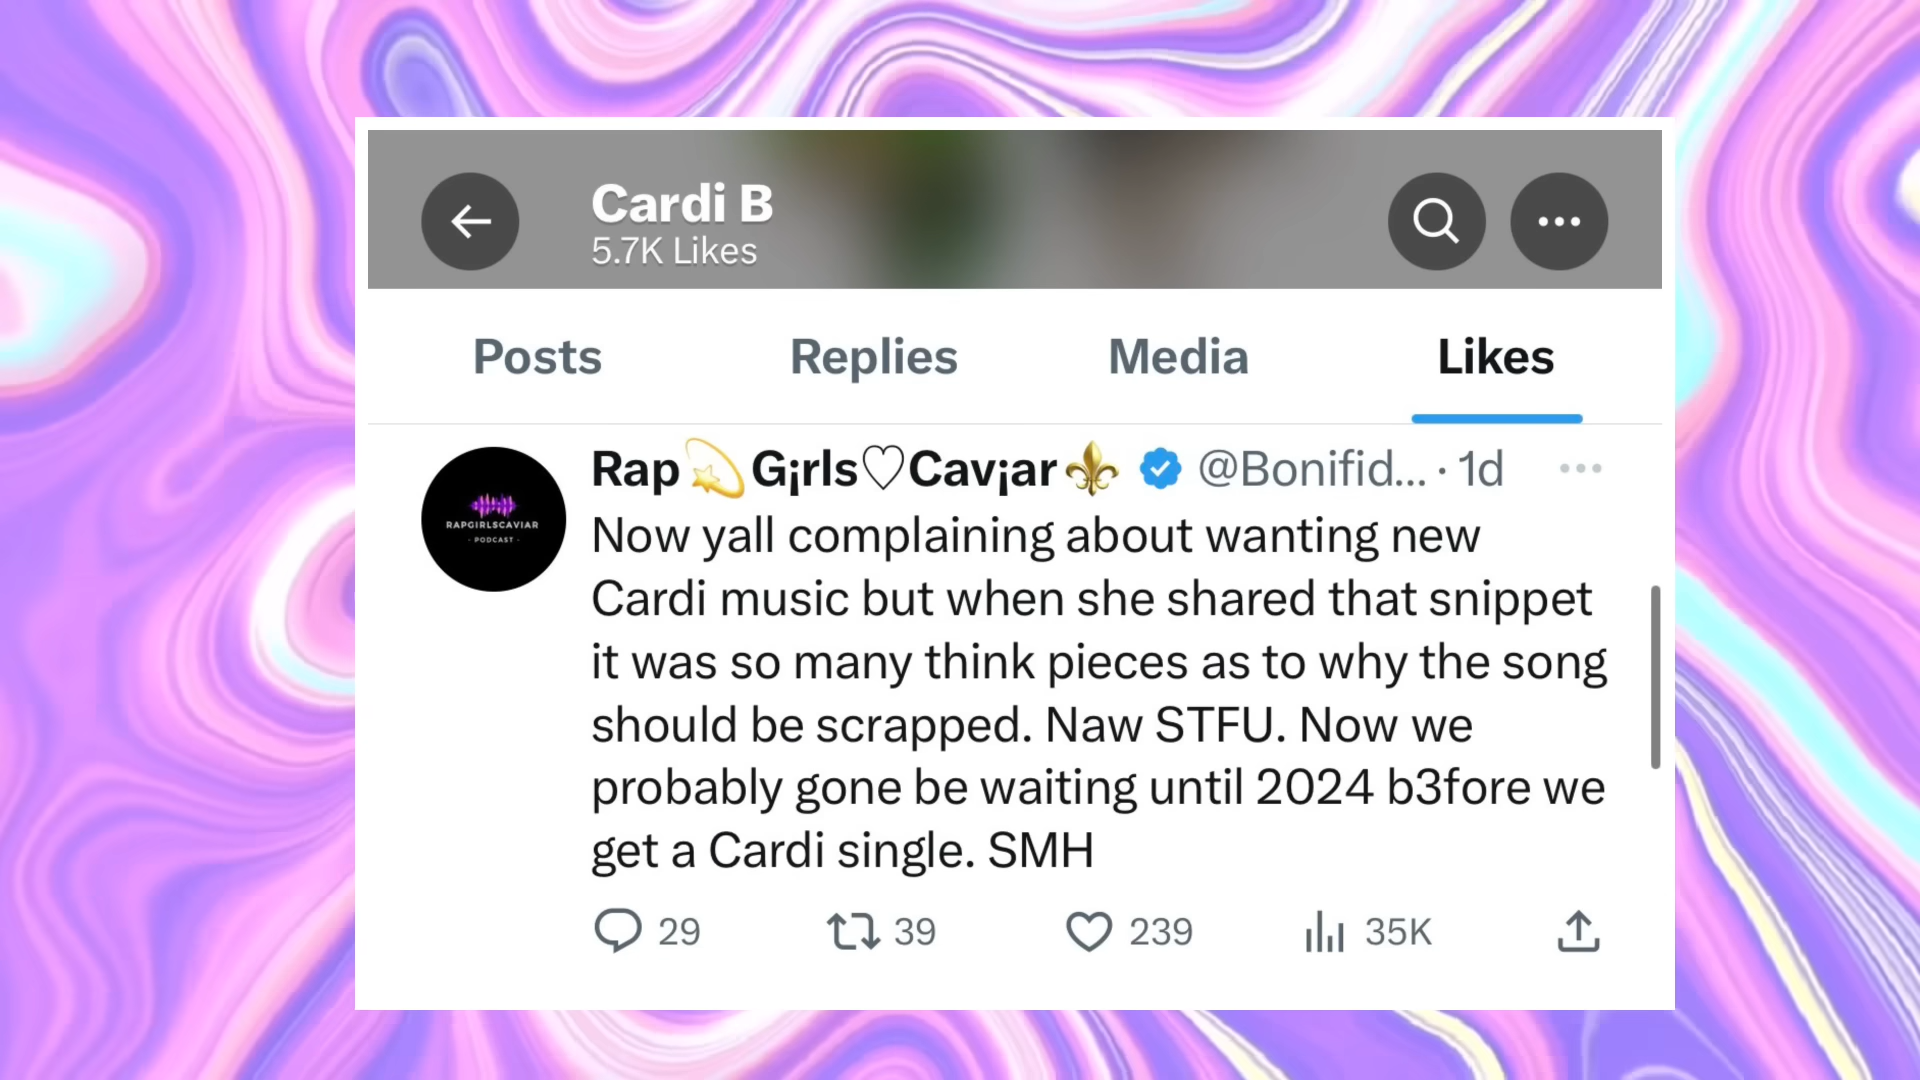 Cardi B
5.7K Likes
Posts Replies Media Likes
Rap💫G¡rls♡Cav¡ar⚜️ @Bonifid... · 1d
RAPGIRLSCAVIAR
- PODCAST -
Now yall complaining about wanting new
Cardi music but when she shared that snippet
it was so many think pieces as to why the song
should be scrapped. Naw STFU. Now we
probably gone be waiting until 2024 b3fore we
get a Cardi single. SMH
29 39 239 35K